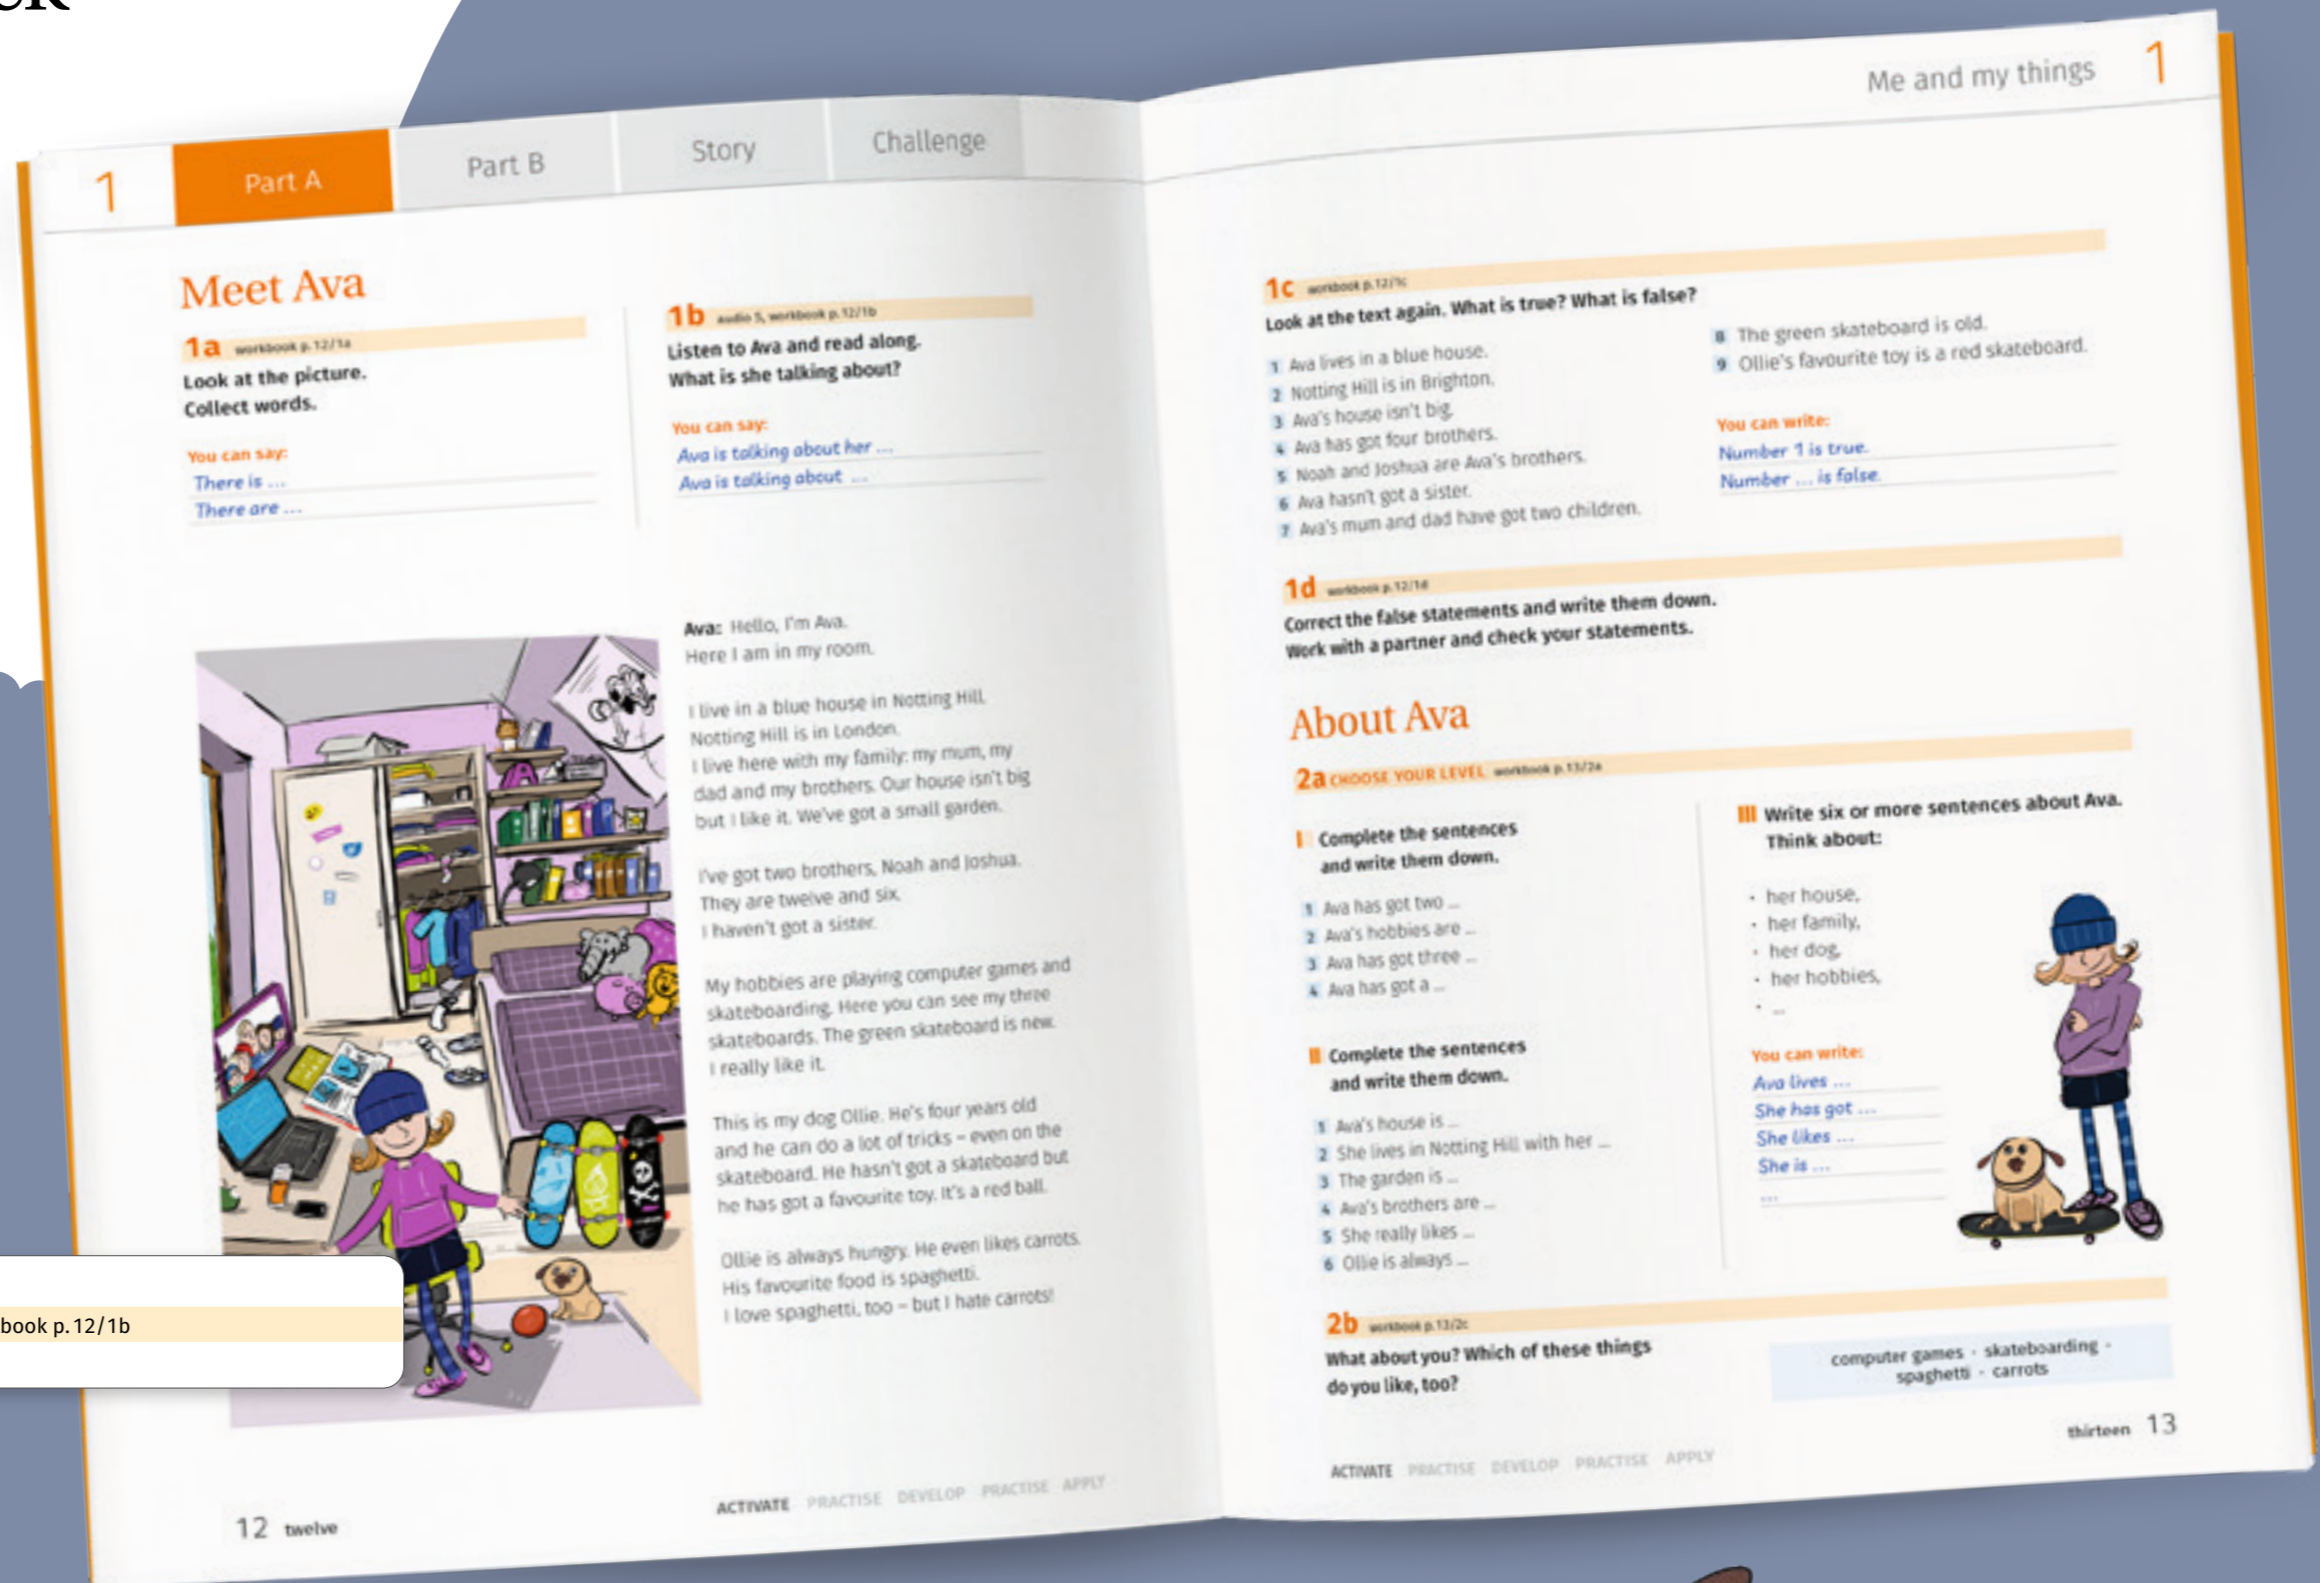 1
Part A
Part B
Story
Challenge
Meet Ava
1a workbook p. 12/1a
Look at the picture.
Collect words.
You can say:
There is ...
There are ...
1b audio 5, workbook p. 12/1b
Listen to Ava and read along.
What is she talking about?
You can say:
Ava is talking about her ...
Ava is talking about ...
Ava: Hello, I'm Ava.
Here I am in my room.
I live in a blue house in Notting Hill.
Notting Hill is in London.
I live here with my family: my mum, my
dad and my brothers. Our house isn't big
but I like it. We've got a small garden.
I've got two brothers, Noah and Joshua.
They are twelve and six.
I haven't got a sister.
My hobbies are playing computer games and
skateboarding. Here you can see my three
skateboards. The green skateboard is new.
I really like it.
This is my dog Ollie. He's four years old
and he can do a lot of tricks – even on the
skateboard. He hasn't got a skateboard but
he has got a favourite toy. It's a red ball.
Ollie is always hungry. He even likes carrots.
His favourite food is spaghetti.
I love spaghetti, too – but I hate carrots!
book p. 12/1b
12 twelve
ACTIVATE PRACTISE DEVELOP PRACTISE APPLY
Me and my things 1
1c workbook p. 12/1c
Look at the text again. What is true? What is false?
1 Ava lives in a blue house.
2 Notting Hill is in Brighton.
3 Ava's house isn't big.
4 Ava has got four brothers.
5 Noah and Joshua are Ava's brothers.
6 Ava hasn't got a sister.
7 Ava's mum and dad have got two children.
8 The green skateboard is old.
9 Ollie's favourite toy is a red skateboard.
You can write:
Number 1 is true.
Number ... is false.
1d workbook p. 12/1d
Correct the false statements and write them down.
Work with a partner and check your statements.
About Ava
2a CHOOSE YOUR LEVEL workbook p. 13/2a
I Complete the sentences
and write them down.
1 Ava has got two ...
2 Ava's hobbies are ...
3 Ava has got three ...
4 Ava has got a ...
II Complete the sentences
and write them down.
1 Ava's house is ...
2 She lives in Notting Hill with her ...
3 The garden is ...
4 Ava's brothers are ...
5 She really likes ...
6 Ollie is always ...
III Write six or more sentences about Ava.
Think about:
• her house,
• her family,
• her dog,
• her hobbies,
• ...
You can write:
Ava lives ...
She has got ...
She likes ...
She is ...
...
2b workbook p. 13/2c
What about you? Which of these things
do you like, too?
computer games · skateboarding ·
spaghetti · carrots
ACTIVATE PRACTISE DEVELOP PRACTISE APPLY
thirteen 13